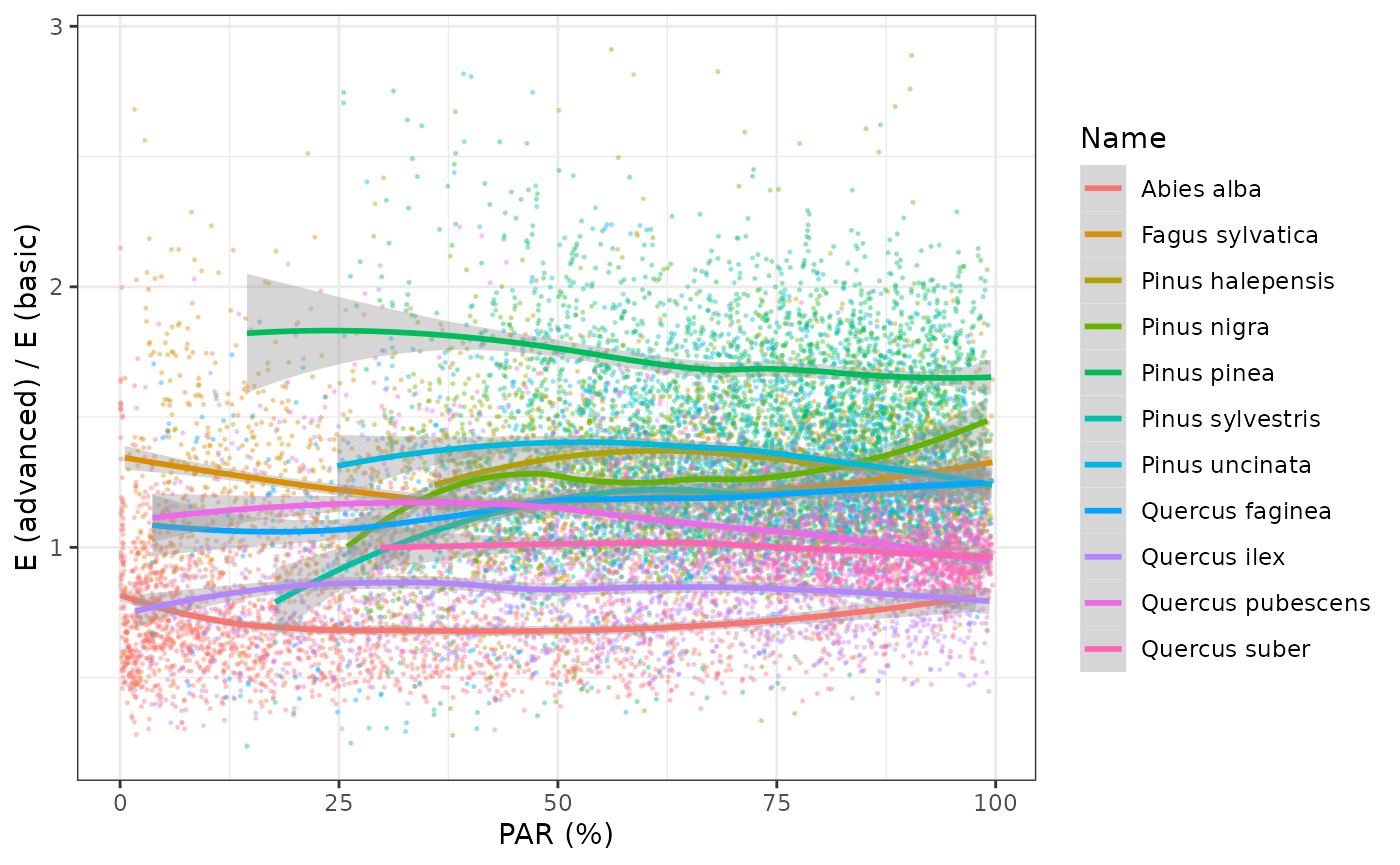 E (advanced) / E (basic)
3
2
1
0
25
50
75
100
PAR (%)
Name
Abies alba
Fagus sylvatica
Pinus halepensis
Pinus nigra
Pinus pinea
Pinus sylvestris
Pinus uncinata
Quercus faginea
Quercus ilex
Quercus pubescens
Quercus suber